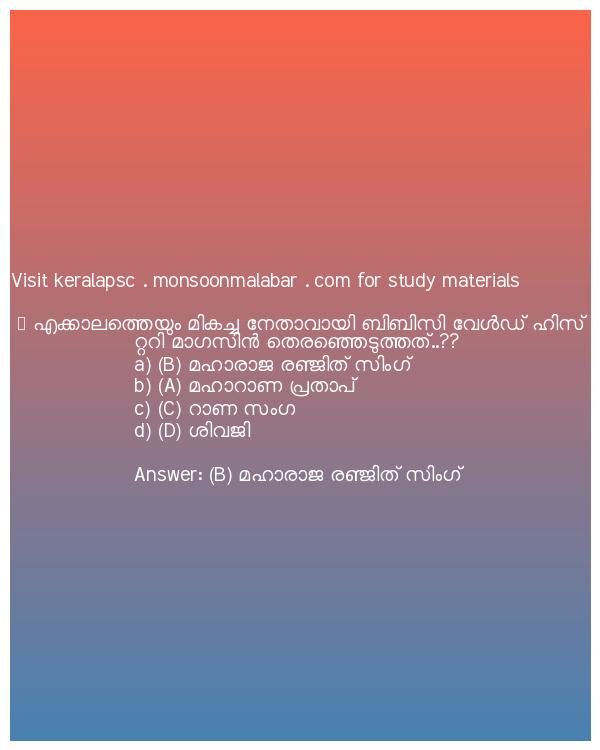 Visit keralapsc . monsoonmalabar . com for study materials
എക്കാലത്തെയും മികച്ച നേതാവായി ബിബിസി വേൾഡ് ഹിസ്
റ്ററി മാഗസിൻ തെരഞ്ഞെടുത്തത്..??
a) (B) മഹാരാജ രഞ്ജിത് സിംഗ്
b) (A) മഹാറാണ പ്രതാപ്
c) (C) റാണ സംഗ
d) (D) ശിവജി
Answer: (B) മഹാരാജ രഞ്ജിത് സിംഗ്